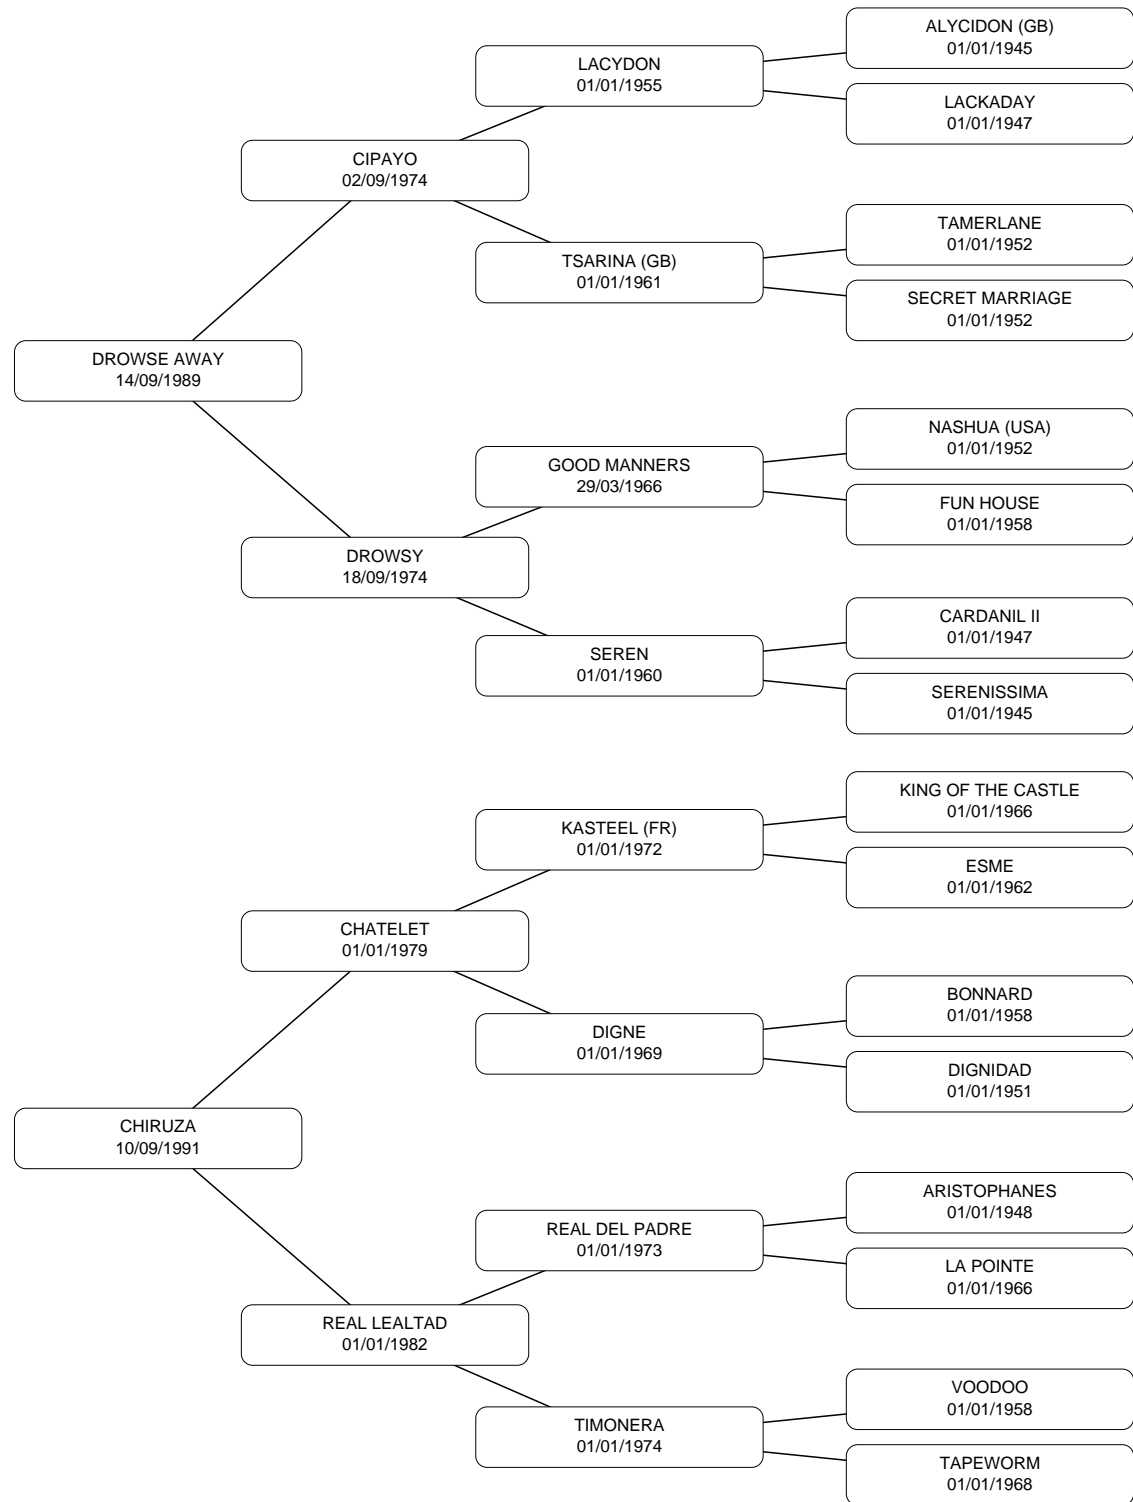 ALYCIDON (GB)
01/01/1945
LACYDON
01/01/1955
LACKADAY
01/01/1947
CIPAYO
02/09/1974
TAMERLANE
01/01/1952
TSARINA (GB)
01/01/1961
SECRET MARRIAGE
01/01/1952
DROWSE AWAY
14/09/1989
NASHUA (USA)
01/01/1952
GOOD MANNERS
29/03/1966
FUN HOUSE
01/01/1958
DROWSY
18/09/1974
CARDANIL II
01/01/1947
SEREN
01/01/1960
SERENISSIMA
01/01/1945
KING OF THE CASTLE
01/01/1966
KASTEEL (FR)
01/01/1972
ESME
01/01/1962
CHATELET
01/01/1979
BONNARD
01/01/1958
DIGNE
01/01/1969
DIGNIDAD
01/01/1951
CHIRUZA
10/09/1991
ARISTOPHANES
01/01/1948
REAL DEL PADRE
01/01/1973
LA POINTE
01/01/1966
REAL LEALTAD
01/01/1982
VOODOO
01/01/1958
TIMONERA
01/01/1974
TAPEWORM
01/01/1968